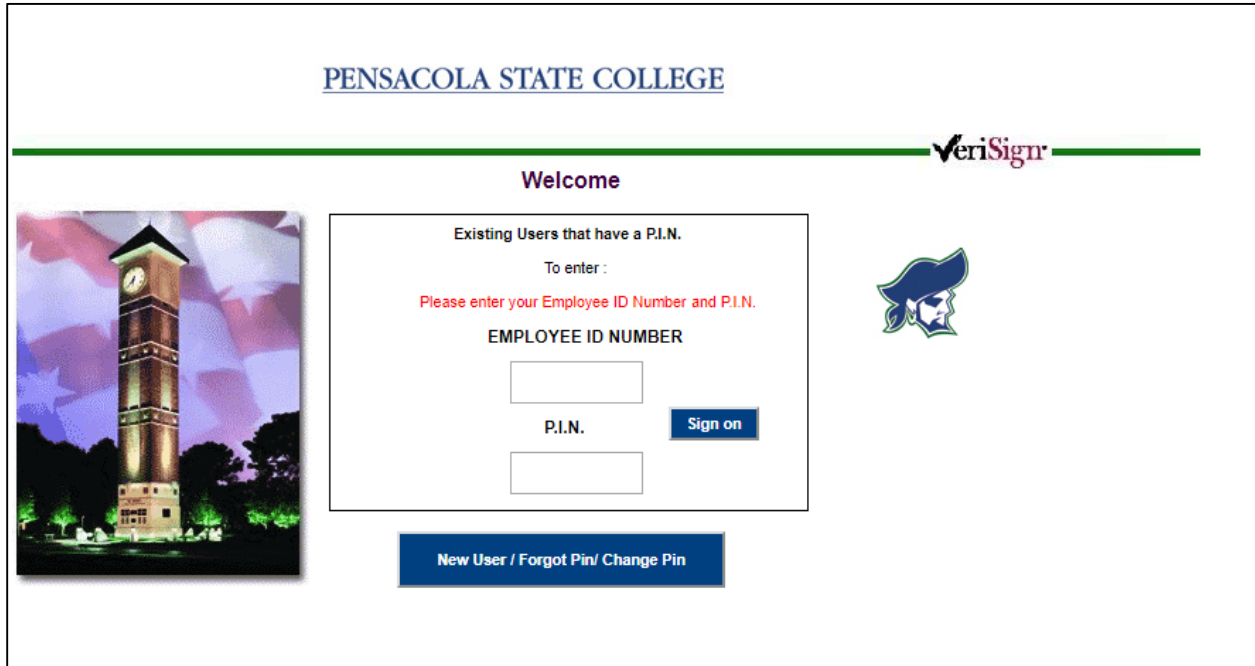 PENSACOLA STATE COLLEGE
VeriSign
Welcome
Existing Users that have a P.I.N.
To enter :
Please enter your Employee ID Number and P.I.N.
EMPLOYEE ID NUMBER
P.I.N.
Sign on
New User / Forgot Pin/ Change Pin